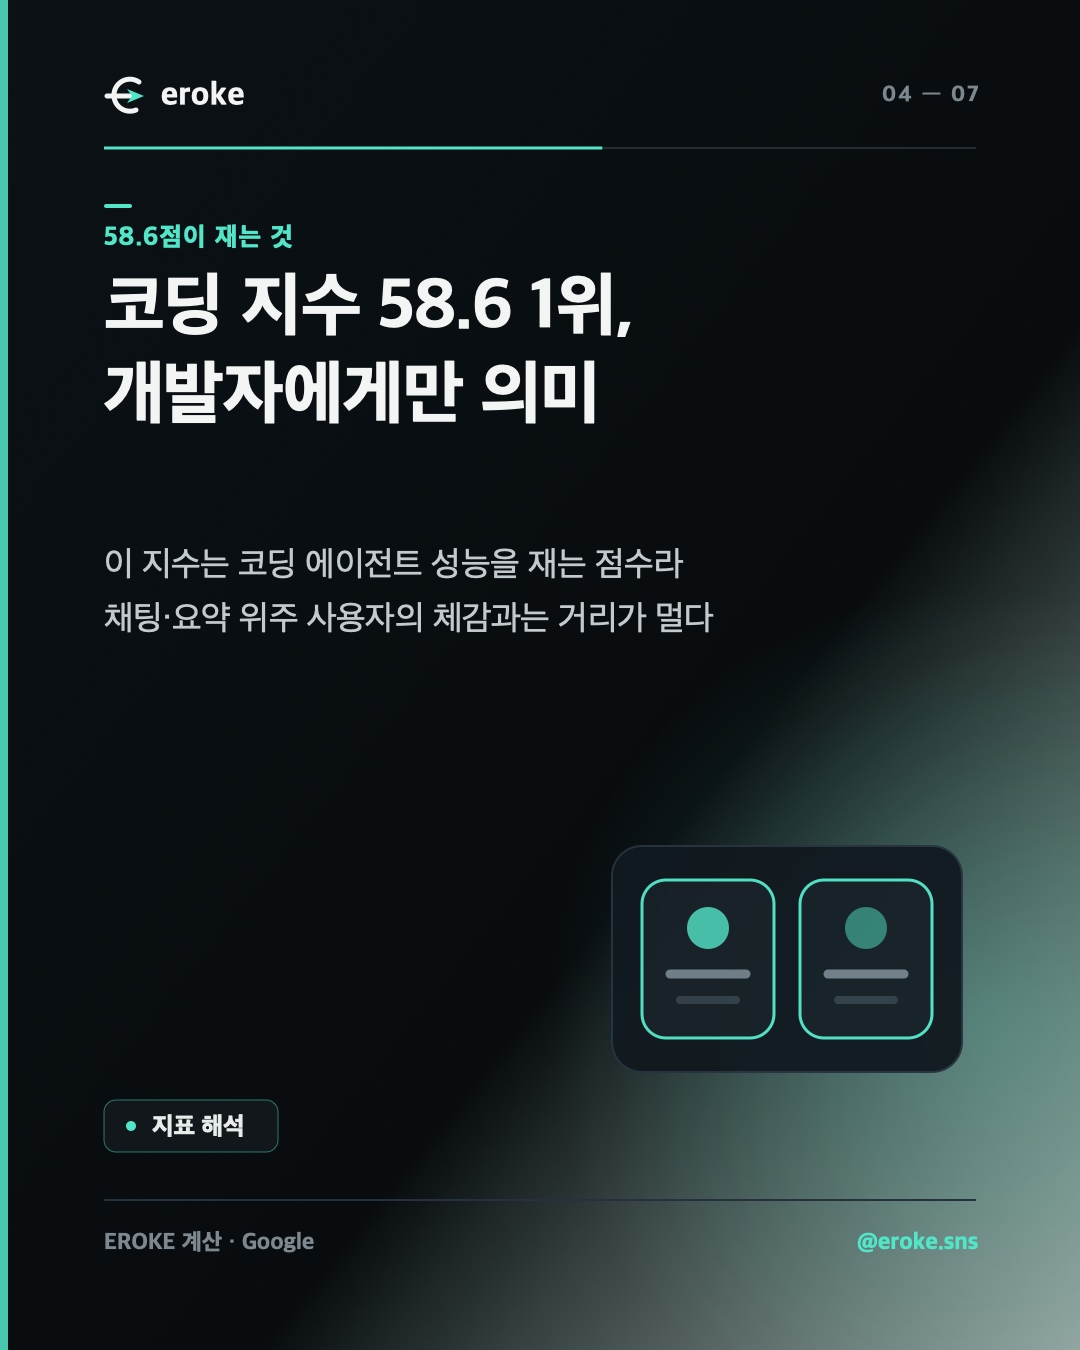 eroke
04 — 07
58.6점이 재는 것
코딩 지수 58.6 1위,
개발자에게만 의미
이 지수는 코딩 에이전트 성능을 재는 점수라
채팅·요약 위주 사용자의 체감과는 거리가 멀다
지표 해석
EROKE 계산 · Google
@eroke.sns